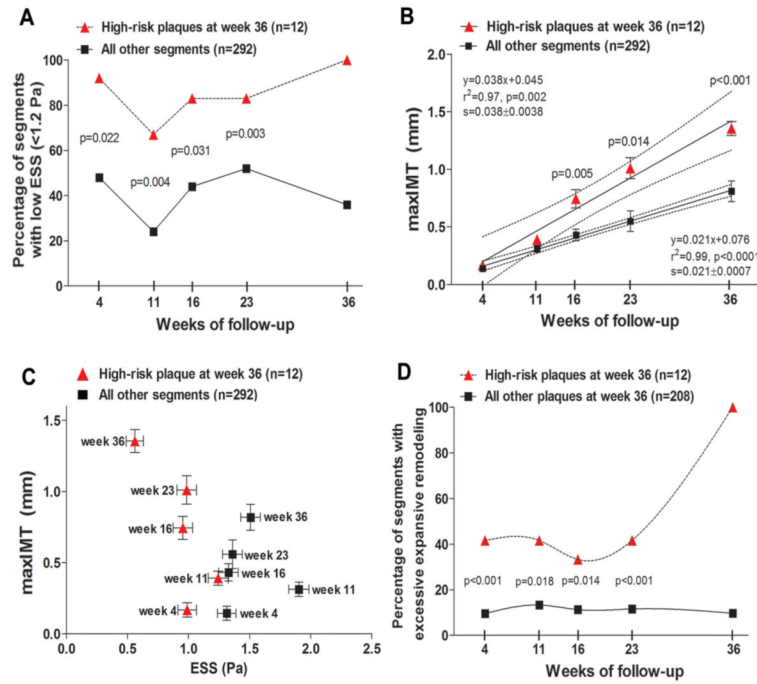 A
High-risk plaques at week 36 (n=12)
All other segments (n=292)
Percentage of segments
with low ESS (<1.2 Pa)
100
80
60
40
20
0
p=0.022
p=0.004
p=0.031
p=0.003
4 11 16 23 36
Weeks of follow-up
B
High-risk plaques at week 36 (n=12)
All other segments (n=292)
maxIMT (mm)
2.0
1.5
1.0
0.5
0.0
y=0.038x+0.045
r²=0.97, p=0.002
s=0.038±0.0038
p=0.005
p=0.014
p<0.001
y=0.021x+0.076
r²=0.99, p<0.0001
s=0.021±0.0007
4 11 16 23 36
Weeks of follow-up
C
High-risk plaque at week 36 (n=12)
All other segments (n=292)
maxIMT (mm)
1.5
1.0
0.5
0.0
week 36
week 23
week 16
week 11
week 4
week 36
week 23
week 16
week 11
week 4
0.0 0.5 1.0 1.5 2.0 2.5
ESS (Pa)
D
High-risk plaques at week 36 (n=12)
All other plaques at week 36 (n=208)
Percentage of segments with
excessive expansive remodeling
100
80
60
40
20
0
p<0.001
p=0.018
p=0.014
p<0.001
4 11 16 23 36
Weeks of follow-up